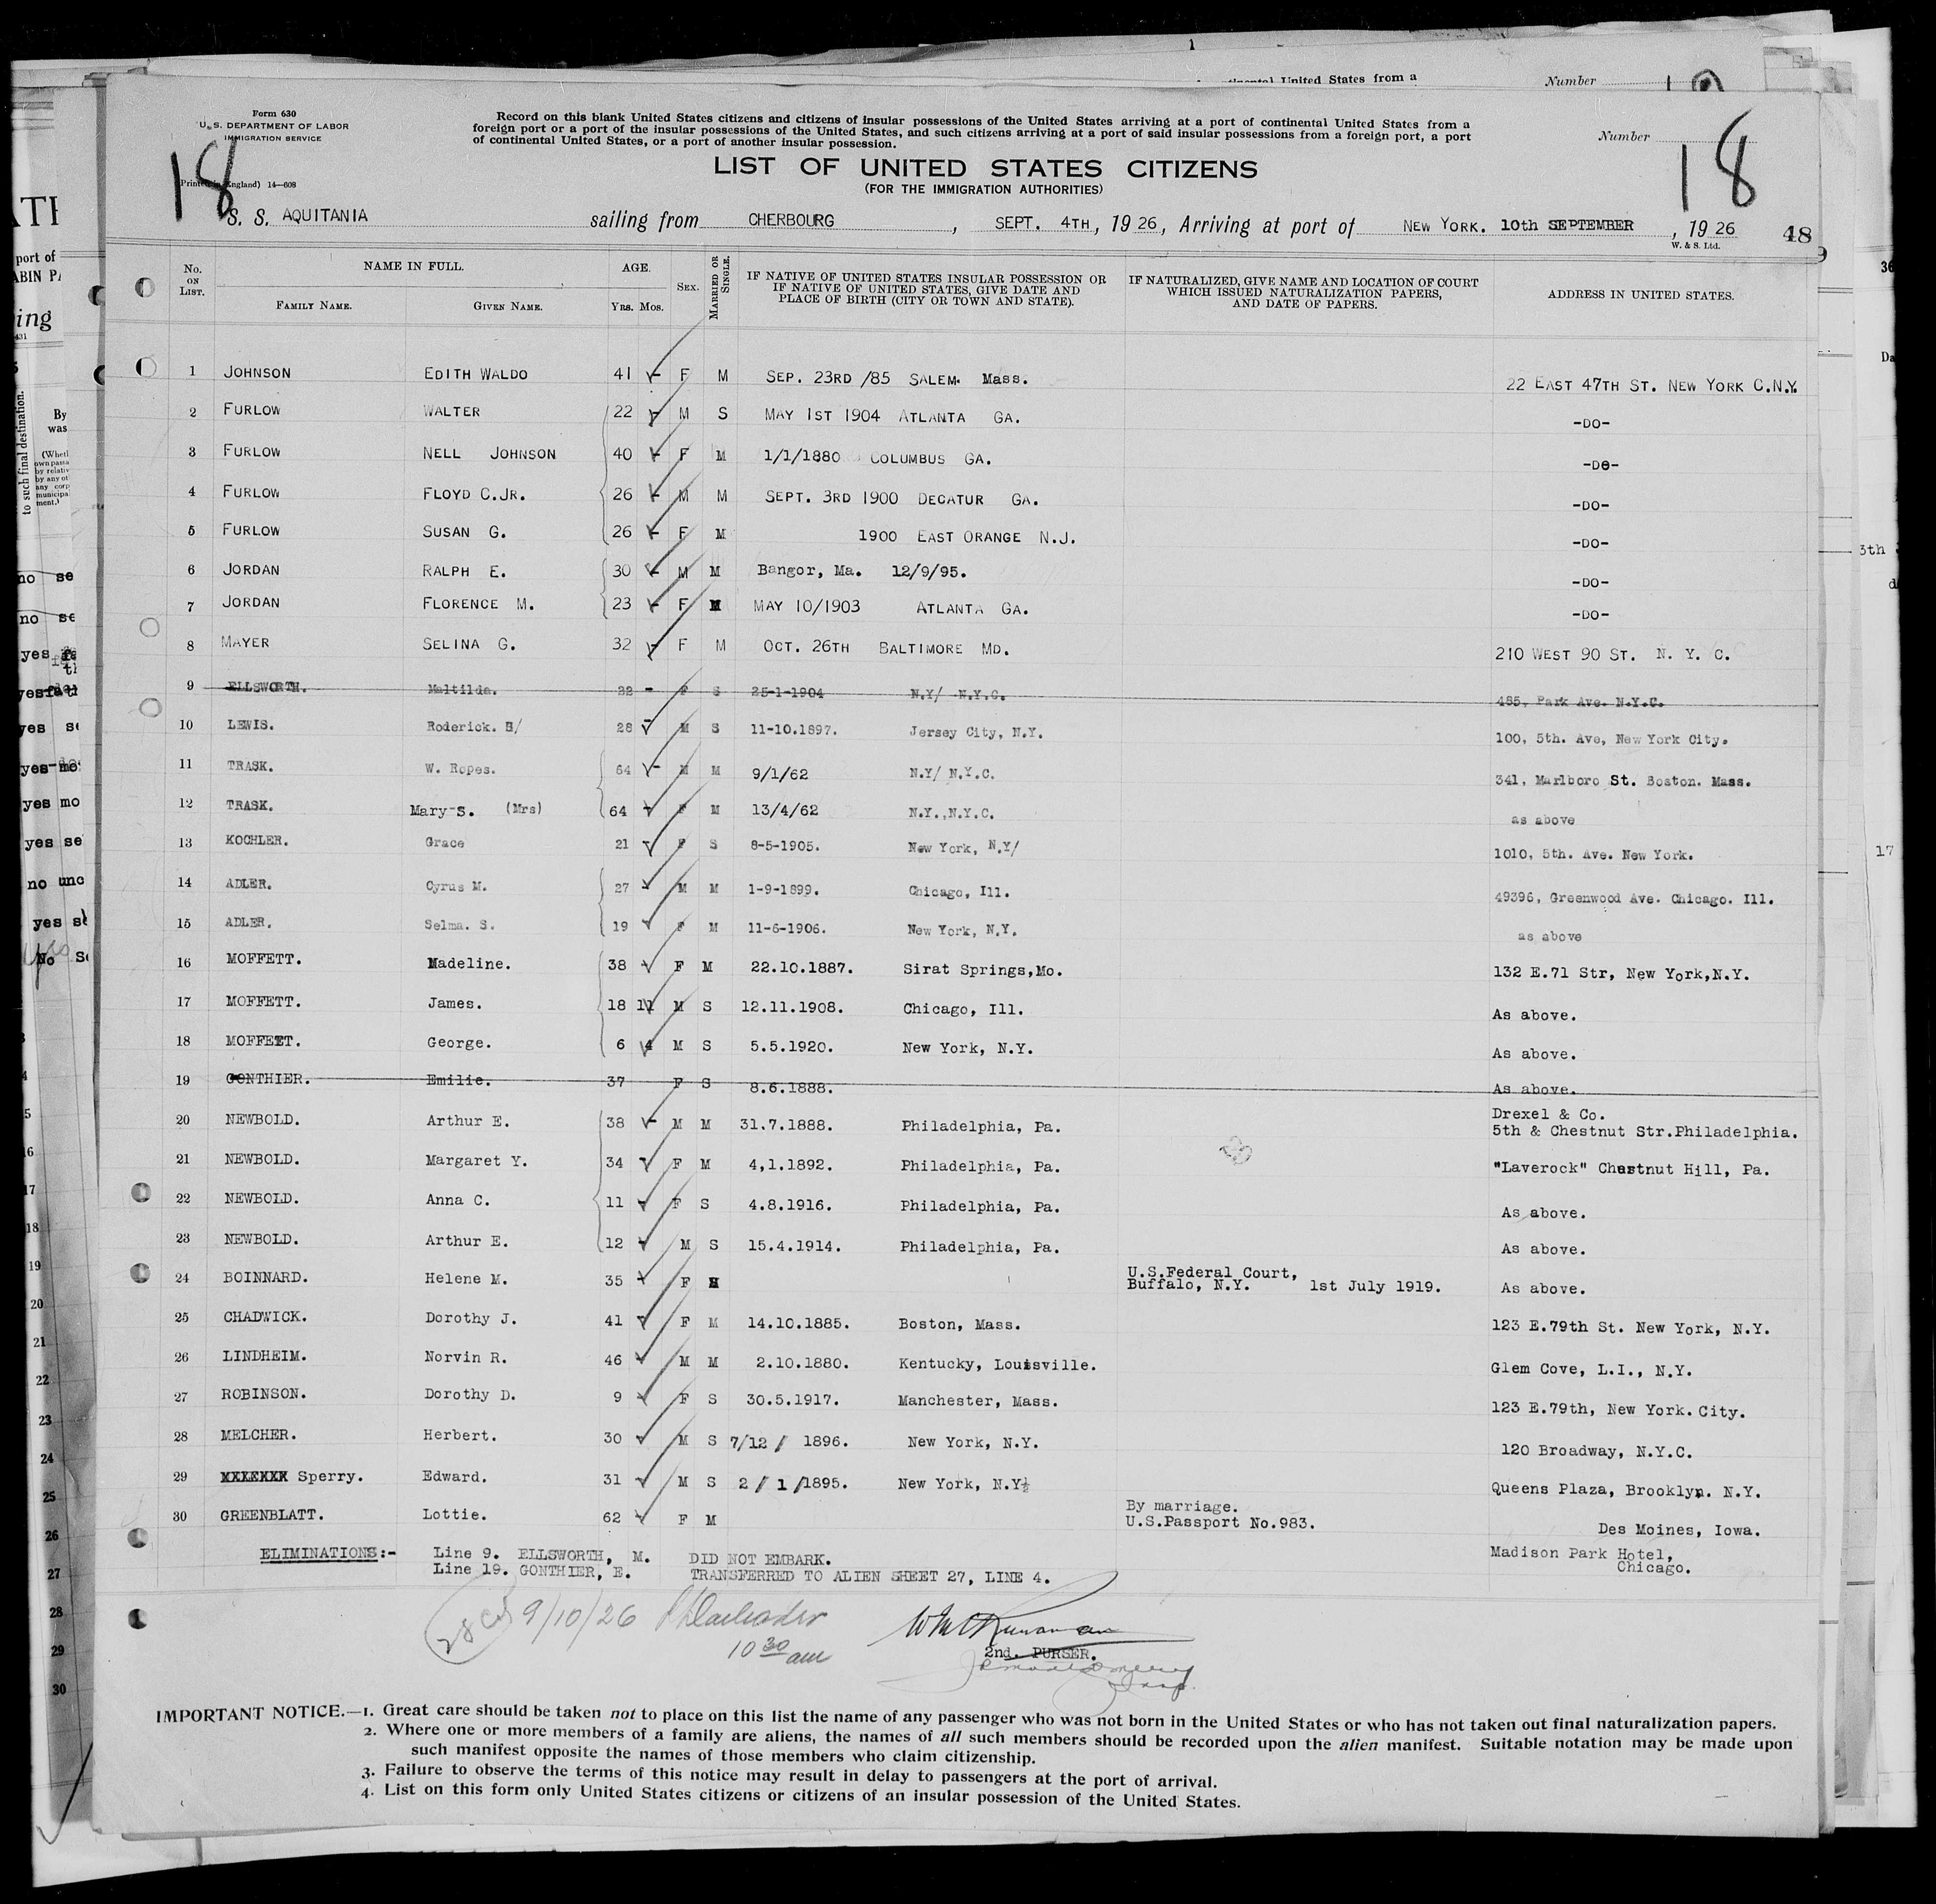 Form 630
U.S. DEPARTMENT OF LABOR
IMMIGRATION SERVICE
Record on this blank United States citizens and citizens of insular possessions of the United States arriving at a port of continental United States from a
foreign port or a port of the insular possessions of the United States, and such citizens arriving at a port of said insular possessions from a foreign port, a port
of continental United States, or a port of another insular possession.
Number
18
18
(Printed in England) 14—608
LIST OF UNITED STATES CITIZENS
(FOR THE IMMIGRATION AUTHORITIES)
S. S. AQUITANIA sailing from CHERBOURG, SEPT. 4TH, 1926, Arriving at port of NEW YORK. 10th SEPTEMBER, 1926
W. & S. Ltd.
48
No. ON LIST. NAME IN FULL. FAMILY NAME. GIVEN NAME. AGE. Yrs. Mos. SEX. MARRIED OR SINGLE. IF NATIVE OF UNITED STATES INSULAR POSSESSION OR IF NATIVE OF UNITED STATES, GIVE DATE AND PLACE OF BIRTH (CITY OR TOWN AND STATE). IF NATURALIZED, GIVE NAME AND LOCATION OF COURT WHICH ISSUED NATURALIZATION PAPERS, AND DATE OF PAPERS. ADDRESS IN UNITED STATES.
1 JOHNSON EDITH WALDO 41 F M SEP. 23RD /85 SALEM. Mass. 22 EAST 47TH ST. NEW YORK C.N.Y.
2 FURLOW WALTER 22 M S MAY 1ST 1904 ATLANTA GA. -DO-
3 FURLOW NELL JOHNSON 40 F M 1/1/1880 COLUMBUS GA. -DO-
4 FURLOW FLOYD C.JR. 26 M M SEPT. 3RD 1900 DECATUR GA. -DO-
5 FURLOW SUSAN G. 26 F M 1900 EAST ORANGE N.J. -DO-
6 JORDAN RALPH E. 30 M M Bangor, Ma. 12/9/95. -DO-
7 JORDAN FLORENCE M. 23 F M MAY 10/1903 ATLANTA GA. -DO-
8 MAYER SELINA G. 32 F M OCT. 26TH BALTIMORE MD. 210 WEST 90 ST. N. Y. C.
9 ELLSWORTH. Maltilda. 22 - F S 25-1-1904 N.Y/ N.Y.C. 485, Park Ave. N.Y.C.
10 LEWIS. Roderick. B/ 28 M S 11-10.1897. Jersey City, N.Y. 100, 5th. Ave, New York City.
11 TRASK. W. Ropes. 64 M M 9/1/62 N.Y/ N.Y.C. 341, Marlboro St. Boston. Mass.
12 TRASK. Mary S. (Mrs) 64 F M 13/4/62 N.Y.,N.Y.C. as above
13 KOCHLER. Grace 21 F S 8-5-1905. New York, N.Y/ 1010, 5th. Ave. New York.
14 ADLER. Cyrus M. 27 M M 1-9-1899. Chicago, Ill. 49396, Greenwood Ave. Chicago. Ill.
15 ADLER. Selma. S. 19 F M 11-6-1906. New York, N.Y. as above
16 MOFFETT. Madeline. 38 F M 22.10.1887. Sirat Springs,Mo. 132 E.71 Str, New York,N.Y.
17 MOFFETT. James. 18 11 M S 12.11.1908. Chicago, Ill. As above.
18 MOFFETT. George. 6 4 M S 5.5.1920. New York, N.Y. As above.
19 GONTHIER. Emilie. 37 F S 8.6.1888. As above.
20 NEWBOLD. Arthur E. 38 M M 31.7.1888. Philadelphia, Pa. Drexel & Co. 5th & Chestnut Str.Philadelphia.
21 NEWBOLD. Margaret Y. 34 F M 4,1.1892. Philadelphia, Pa. "Laverock" Chestnut Hill, Pa.
22 NEWBOLD. Anna C. 11 F S 4.8.1916. Philadelphia, Pa. As above.
23 NEWBOLD. Arthur E. 12 M S 15.4.1914. Philadelphia, Pa. As above.
24 BOINNARD. Helene M. 35 F U.S.Federal Court, Buffalo, N.Y. 1st July 1919. As above.
25 CHADWICK. Dorothy J. 41 F M 14.10.1885. Boston, Mass. 123 E.79th St. New York, N.Y.
26 LINDHEIM. Norvin R. 46 M M 2.10.1880. Kentucky, Louisville. Glem Cove, L.I., N.Y.
27 ROBINSON. Dorothy D. 9 F S 30.5.1917. Manchester, Mass. 123 E.79th, New York. City.
28 MELCHER. Herbert. 30 M S 7/12 / 1896. New York, N.Y. 120 Broadway, N.Y.C.
29 Sperry. Edward. 31 M S 2 / 1 /1895. New York, N.Y. Queens Plaza, Brooklyn. N.Y.
30 GREENBLATT. Lottie. 62 F M By marriage. U.S.Passport No.983. Des Moines, Iowa.
Madison Park Hotel, Chicago.
ELIMINATIONS:- Line 9. ELLSWORTH, M. DID NOT EMBARK.
Line 19. GONTHIER, E. TRANSFERRED TO ALIEN SHEET 27, LINE 4.
9/10/26
10 30 am
2nd. PURSER.
IMPORTANT NOTICE.—1. Great care should be taken not to place on this list the name of any passenger who was not born in the United States or who has not taken out final naturalization papers.
2. Where one or more members of a family are aliens, the names of all such members should be recorded upon the alien manifest. Suitable notation may be made upon
such manifest opposite the names of those members who claim citizenship.
3. Failure to observe the terms of this notice may result in delay to passengers at the port of arrival.
4. List on this form only United States citizens or citizens of an insular possession of the United States.